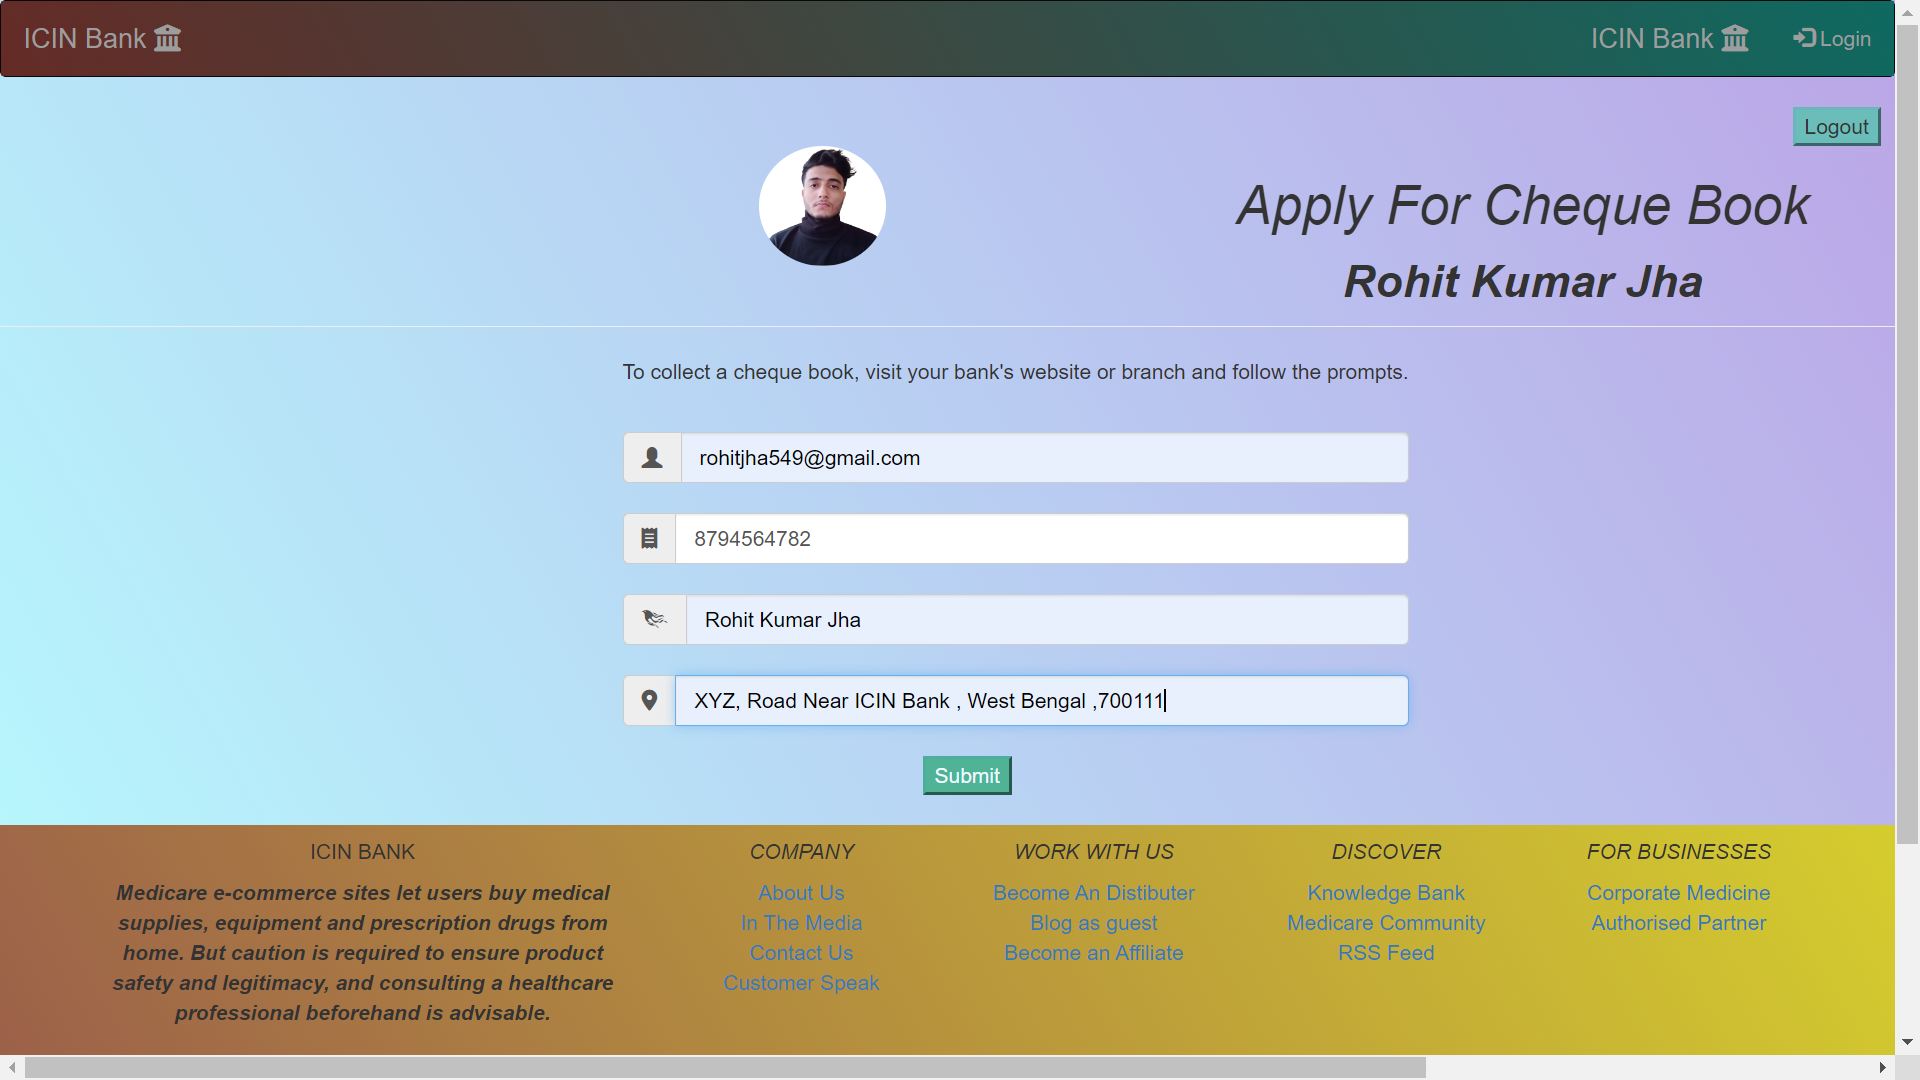 ICIN Bank
ICIN Bank
Login
Logout
Apply For Cheque Book
Rohit Kumar Jha
To collect a cheque book, visit your bank's website or branch and follow the prompts.
rohitjha549@gmail.com
8794564782
Rohit Kumar Jha
XYZ, Road Near ICIN Bank , West Bengal ,700111
Submit
ICIN BANK
Medicare e-commerce sites let users buy medical
supplies, equipment and prescription drugs from
home. But caution is required to ensure product
safety and legitimacy, and consulting a healthcare
professional beforehand is advisable.
COMPANY
About Us
In The Media
Contact Us
Customer Speak
WORK WITH US
Become An Distibuter
Blog as guest
Become an Affiliate
DISCOVER
Knowledge Bank
Medicare Community
RSS Feed
FOR BUSINESSES
Corporate Medicine
Authorised Partner